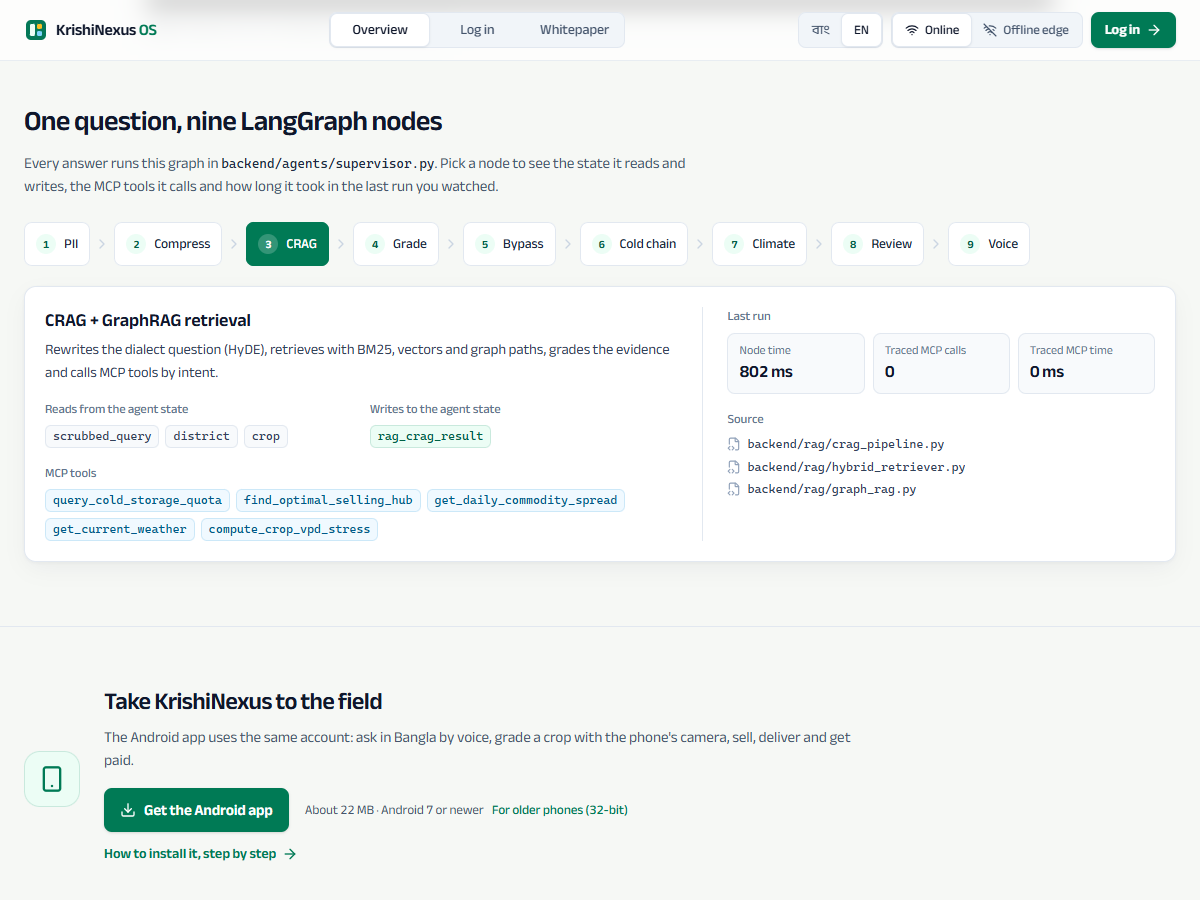 KrishiNexus OS
Overview
Log in
Whitepaper
বাং
EN
Online
Offline edge
Log in
One question, nine LangGraph nodes
Every answer runs this graph in backend/agents/supervisor.py. Pick a node to see the state it reads and
writes, the MCP tools it calls and how long it took in the last run you watched.
1 PII
2 Compress
3 CRAG
4 Grade
5 Bypass
6 Cold chain
7 Climate
8 Review
9 Voice
CRAG + GraphRAG retrieval
Rewrites the dialect question (HyDE), retrieves with BM25, vectors and graph paths, grades the evidence
and calls MCP tools by intent.
Reads from the agent state
scrubbed_query
district
crop
Writes to the agent state
rag_crag_result
MCP tools
query_cold_storage_quota
find_optimal_selling_hub
get_daily_commodity_spread
get_current_weather
compute_crop_vpd_stress
Last run
Node time
802 ms
Traced MCP calls
0
Traced MCP time
0 ms
Source
backend/rag/crag_pipeline.py
backend/rag/hybrid_retriever.py
backend/rag/graph_rag.py
Take KrishiNexus to the field
The Android app uses the same account: ask in Bangla by voice, grade a crop with the phone's camera, sell, deliver and get
paid.
Get the Android app
About 22 MB · Android 7 or newer
For older phones (32-bit)
How to install it, step by step